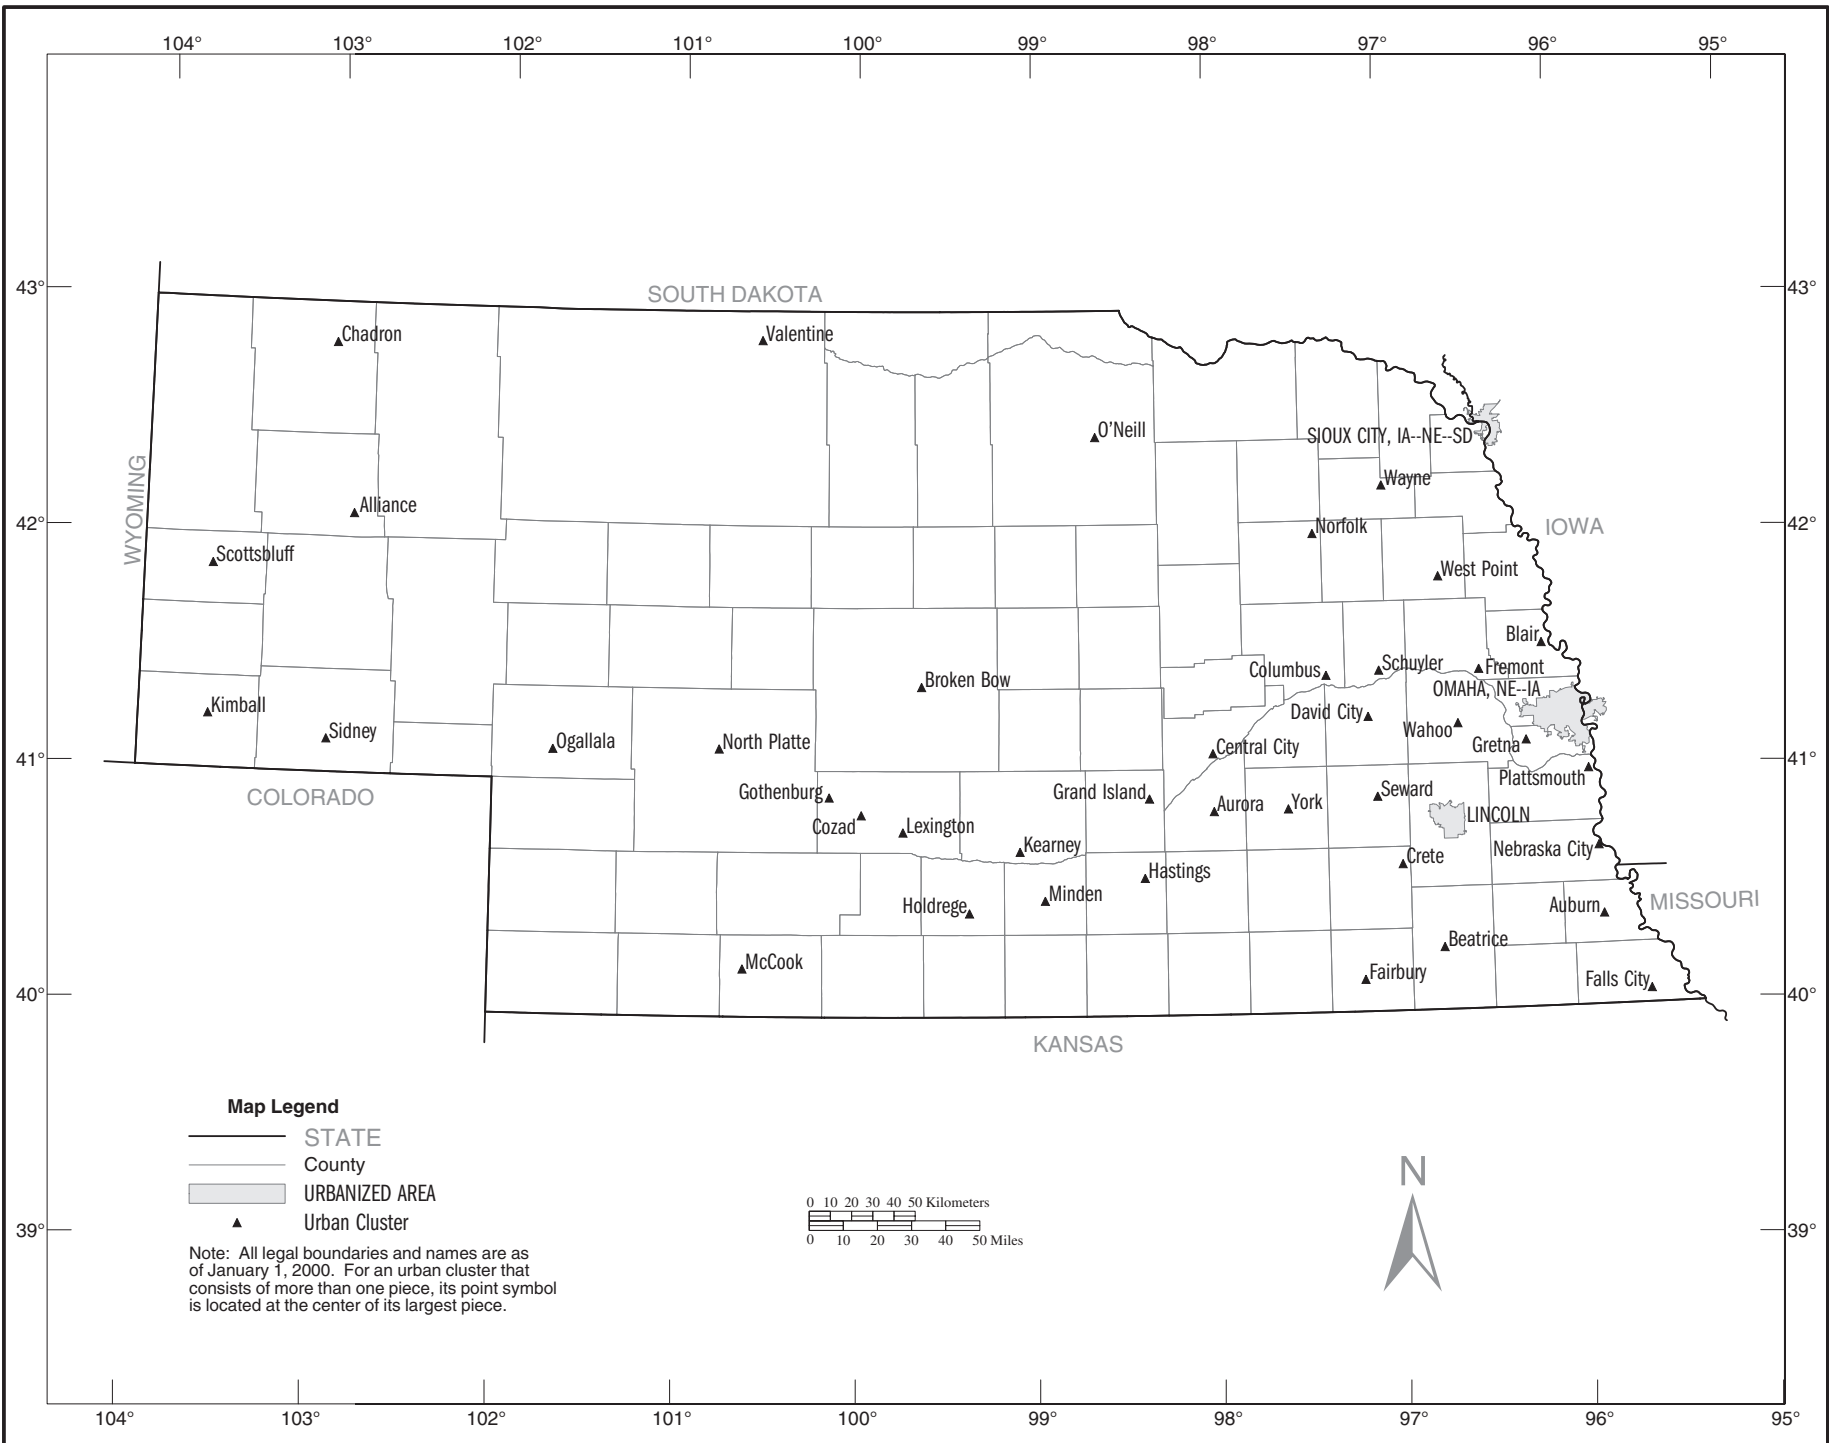 104° 103° 102° 101° 100° 99° 98° 97° 96° 95°
43° 43°
SOUTH DAKOTA
Chadron
Valentine
O'Neill
SIOUX CITY, IA--NE--SD
WYOMING
Wayne
Alliance
42° 42°
Norfolk
IOWA
Scottsbluff
West Point
Blair
Columbus
Schuyler
Fremont
Broken Bow
OMAHA, NE--IA
Kimball
David City
Sidney
Wahoo
Ogallala
North Platte
Central City
Gretna
41° 41°
Plattsmouth
COLORADO
Gothenburg
Grand Island
Seward
Aurora
York
LINCOLN
Cozad
Lexington
Kearney
Nebraska City
Crete
Hastings
Minden
Holdrege
Auburn
MISSOURI
Beatrice
McCook
Fairbury
Falls City
40° 40°
KANSAS
Map Legend
STATE
County
URBANIZED AREA
Urban Cluster
Note: All legal boundaries and names are as
of January 1, 2000. For an urban cluster that
consists of more than one piece, its point symbol
is located at the center of its largest piece.
N
0 10 20 30 40 50 Kilometers
0 10 20 30 40 50 Miles
39° 39°
104° 103° 102° 101° 100° 99° 98° 97° 96° 95°